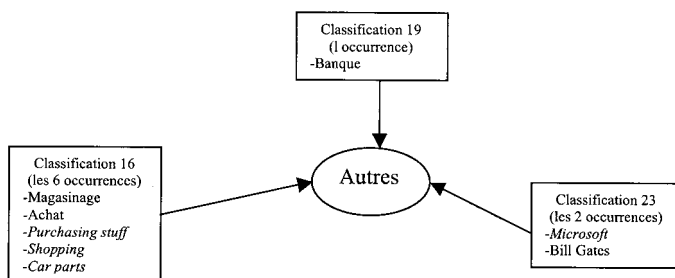 Classification 19
(l occurrence)
-Banque
Autres
Classification 16
(les 6 occurrences)
-Magasinage
-Achat
-Purchasing stuff
-Shopping
-Car parts
Classification 23
(les 2 occurrences)
-Microsoft
-Bill Gates